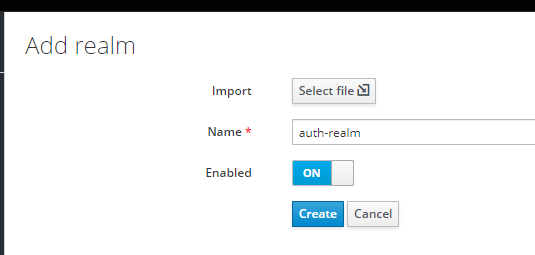 Add realm
Import Select file
Name * auth-realm
Enabled ON
Create Cancel